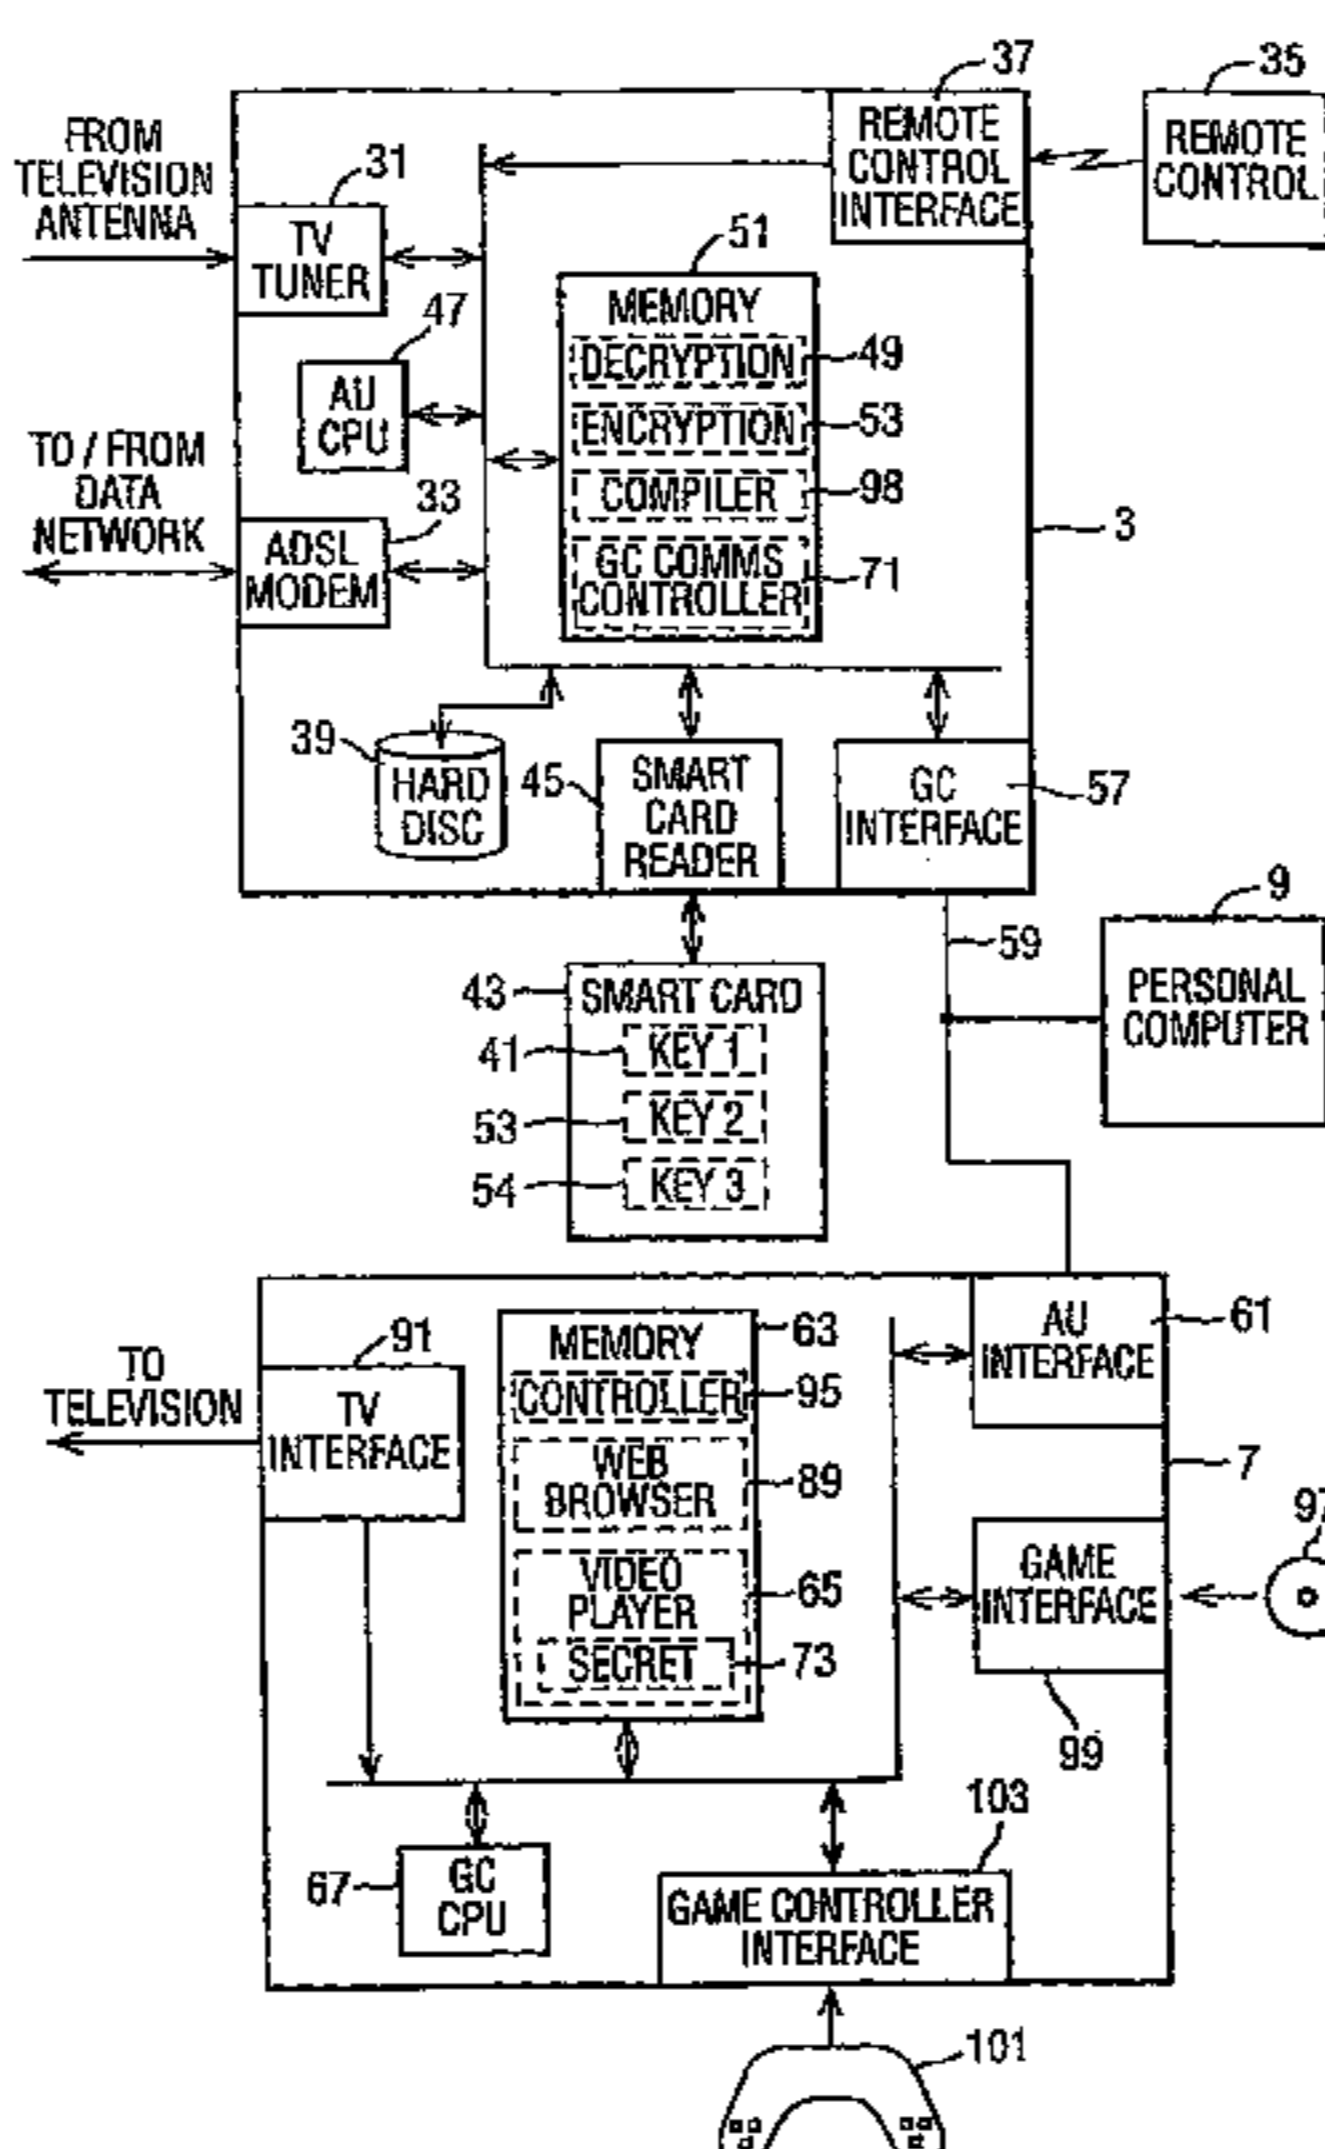 37
35
FROM
TELEVISION
ANTENNA
31
TV
TUNER
REMOTE
CONTROL
INTERFACE
REMOTE
CONTROL
51
MEMORY
DECRYPTION
49
ENCRYPTION
53
COMPILER
98
GC COMMS
CONTROLLER
71
47
AU
CPU
TO / FROM
DATA
NETWORK
33
ADSL
MODEM
3
39
HARD
DISC
45
SMART
CARD
READER
GC
INTERFACE
57
59
9
PERSONAL
COMPUTER
43
SMART CARD
41
KEY 1
53
KEY 2
54
KEY 3
TO
TELEVISION
91
TV
INTERFACE
MEMORY
63
CONTROLLER
95
WEB
BROWSER
89
VIDEO
PLAYER
65
SECRET
73
AU
INTERFACE
61
7
GAME
INTERFACE
97
99
103
67
GC
CPU
GAME CONTROLLER
INTERFACE
101